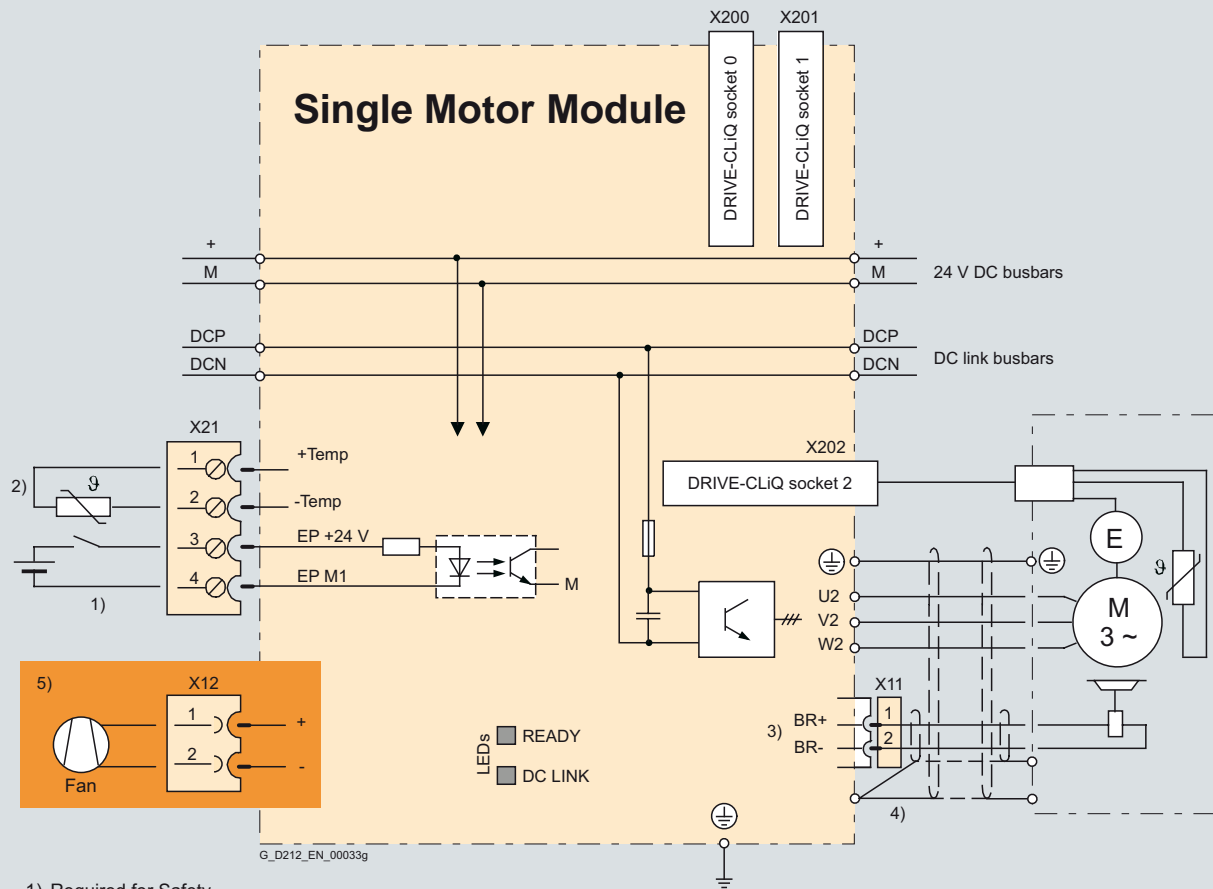 X200
X201
DRIVE-CLiQ socket 0
DRIVE-CLiQ socket 1
Single Motor Module
+
M
+
M
24 V DC busbars
DCP
DCN
DCP
DCN
DC link busbars
X21
1
2
3
4
+Temp
-Temp
EP +24 V
EP M1
2)
ϑ
1)
M
X202
DRIVE-CLiQ socket 2
U2
V2
W2
E
ϑ
M
3 ~
5)
X12
1
2
+
-
Fan
LEDs
READY
DC LINK
3)
BR+
BR-
X11
1
2
4)
G_D212_EN_00033g
1) Required for Safety